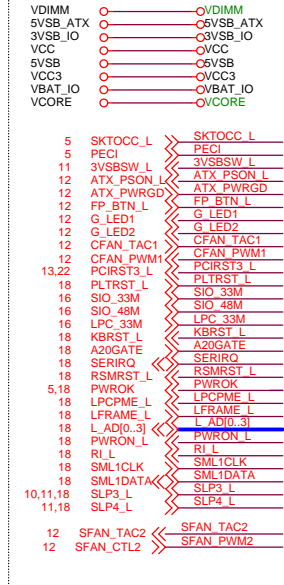 VDIMM VDIMM
5VSB_ATX 5VSB_ATX
3VSB_IO 3VSB_IO
VCC VCC
5VSB 5VSB
VCC3 VCC3
VBAT_IO VBAT_IO
VCORE VCORE
5 SKTOCC_L SKTOCC_L
5 PECI PECI
11 3VSBSW_L 3VSBSW_L
12 ATX_PSON_L ATX_PSON_L
12 ATX_PWRGD ATX_PWRGD
12 FP_BTN_L FP_BTN_L
12 G_LED1 G_LED1
12 G_LED2 G_LED2
12 CFAN_TAC1 CFAN_TAC1
12 CFAN_PWM1 CFAN_PWM1
13,22 PCIRST3_L PCIRST3_L
18 PLTRST_L PLTRST_L
16 SIO_33M SIO_33M
16 SIO_48M SIO_48M
16 LPC_33M LPC_33M
18 KBRST_L KBRST_L
18 A20GATE A20GATE
18 SERIRQ SERIRQ
18 RSMRST_L RSMRST_L
5,18 PWROK PWROK
18 LPCPME_L LPCPME_L
18 LFRAME_L LFRAME_L
18 L_AD[0..3] L_AD[0..3]
18 PWRON_L PWRON_L
18 RI_L RI_L
18 SML1CLK SML1CLK
18 SML1DATA SML1DATA
10,11,18 SLP3_L SLP3_L
11,18 SLP4_L SLP4_L
12 SFAN_TAC2 SFAN_TAC2
12 SFAN_CTL2 SFAN_PWM2